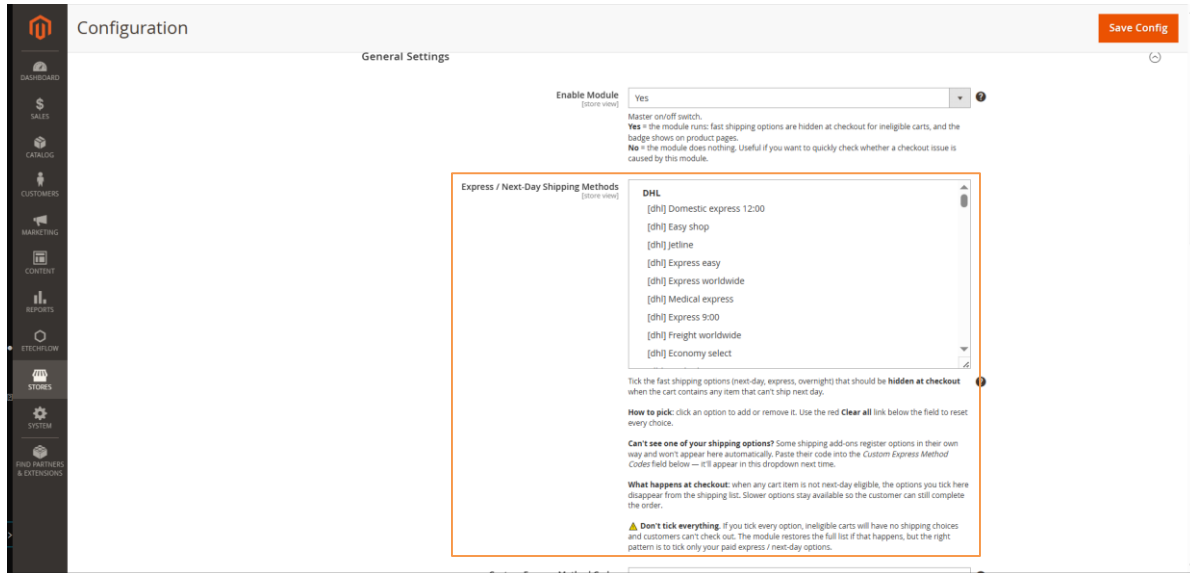 Configuration
Save Config
DASHBOARD
SALES
CATALOG
CUSTOMERS
MARKETING
CONTENT
REPORTS
ETECHFLOW
STORES
SYSTEM
FIND PARTNERS
& EXTENSIONS
General Settings
Enable Module
[store view]
Yes
Master on/off switch.
Yes = the module runs: fast shipping options are hidden at checkout for ineligible carts, and the
badge shows on product pages.
No = the module does nothing. Useful if you want to quickly check whether a checkout issue is
caused by this module.
Express / Next-Day Shipping Methods
[store view]
DHL
[dhl] Domestic express 12:00
[dhl] Easy shop
[dhl] Jetline
[dhl] Express easy
[dhl] Express worldwide
[dhl] Medical express
[dhl] Express 9:00
[dhl] Freight worldwide
[dhl] Economy select
Tick the fast shipping options (next-day, express, overnight) that should be hidden at checkout
when the cart contains any item that can't ship next day.
How to pick: click an option to add or remove it. Use the red Clear all link below the field to reset
every choice.
Can't see one of your shipping options? Some shipping add-ons register options in their own
way and won't appear here automatically. Paste their code into the Custom Express Method
Codes field below — it'll appear in this dropdown next time.
What happens at checkout: when any cart item is not next-day eligible, the options you tick here
disappear from the shipping list. Slower options stay available so the customer can still complete
the order.
Don't tick everything. If you tick every option, ineligible carts will have no shipping choices
and customers can't check out. The module restores the full list if that happens, but the right
pattern is to tick only your paid express / next-day options.